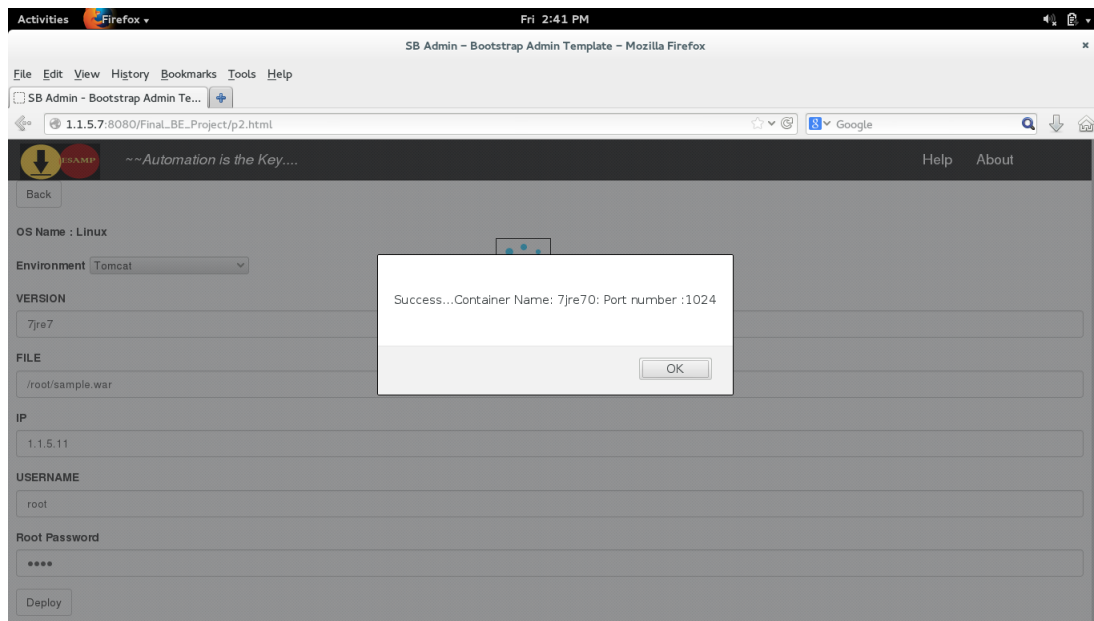 Activities Firefox Fri 2:41 PM
SB Admin – Bootstrap Admin Template – Mozilla Firefox x
File Edit View History Bookmarks Tools Help
SB Admin - Bootstrap Admin Te...
1.1.5.7:8080/Final_BE_Project/p2.html 8 Google
ESAMP ~~Automation is the Key.... Help About
Back
OS Name : Linux
Environment Tomcat
VERSION
7jre7
FILE
/root/sample.war
IP
1.1.5.11
USERNAME
root
Root Password
••••
Deploy
Success...Container Name: 7jre70: Port number :1024
OK